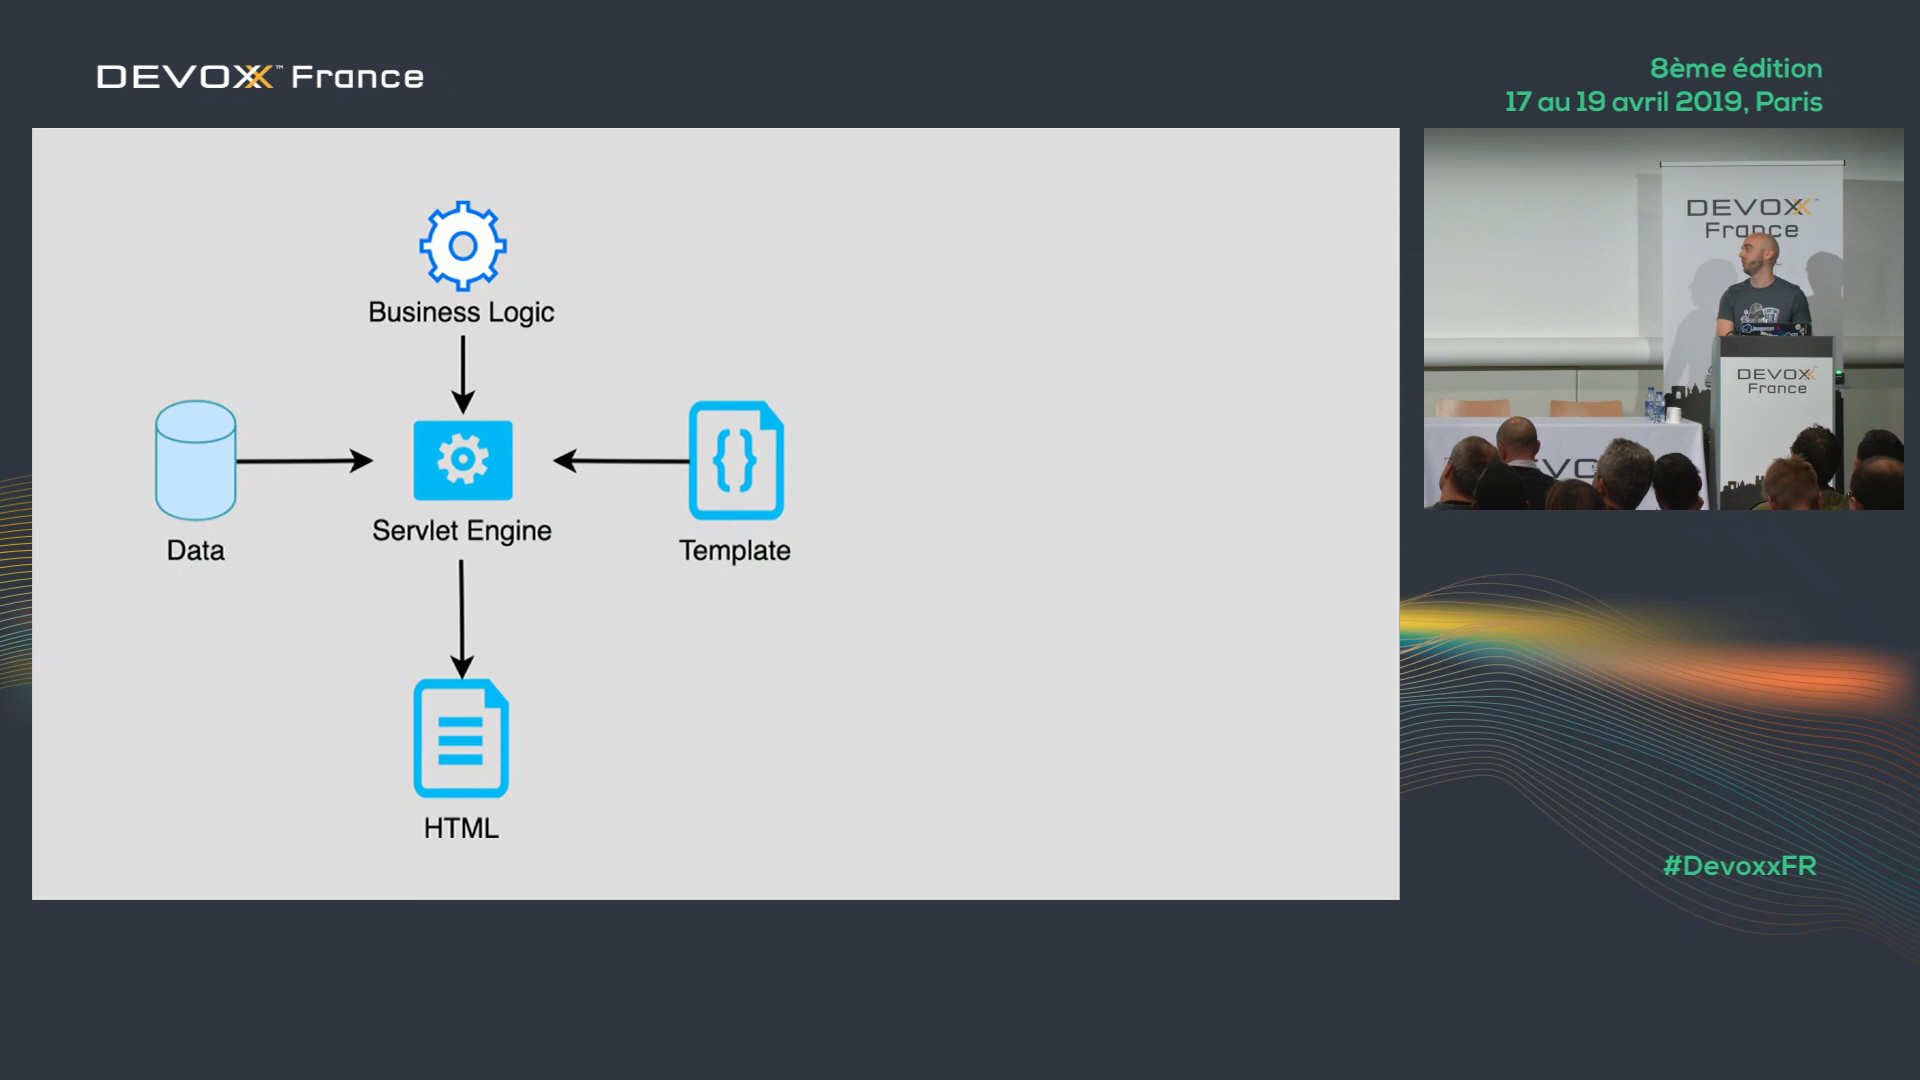 DEVOXX™ France
8ème édition
17 au 19 avril 2019, Paris
Business Logic
Data
Servlet Engine
Template
HTML
DEVOXX
France
DEVOXX
France
#DevoxxFR